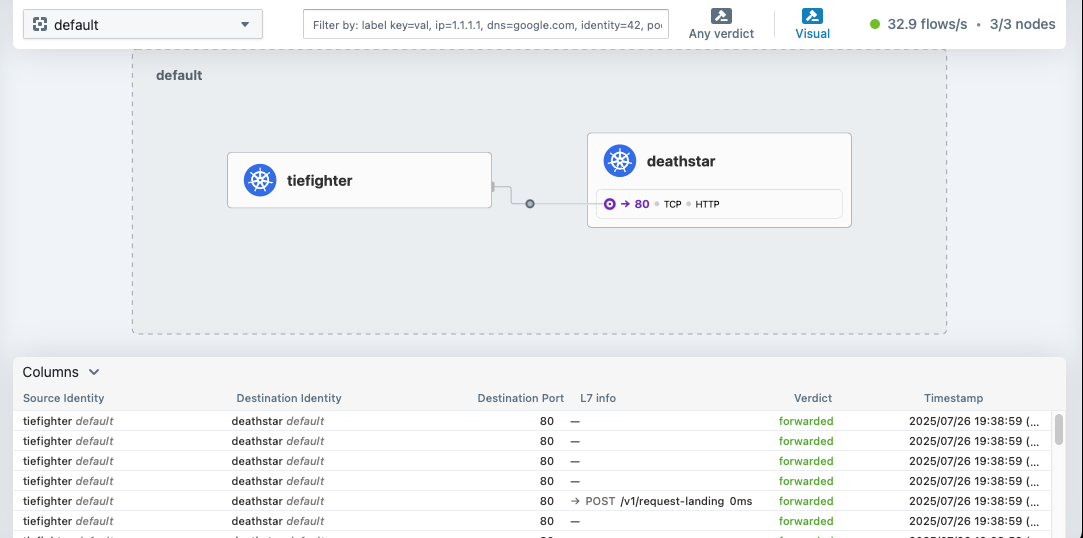 default
Filter by: label key=val, ip=1.1.1.1, dns=google.com, identity=42, po
Any verdict
Visual
32.9 flows/s • 3/3 nodes
default
tiefighter
deathstar
→ 80 • TCP • HTTP
Columns
Source Identity Destination Identity Destination Port L7 info Verdict Timestamp
tiefighter default deathstar default 80 — forwarded 2025/07/26 19:38:59 (...
tiefighter default deathstar default 80 — forwarded 2025/07/26 19:38:59 (...
tiefighter default deathstar default 80 — forwarded 2025/07/26 19:38:59 (...
tiefighter default deathstar default 80 — forwarded 2025/07/26 19:38:59 (...
tiefighter default deathstar default 80 → POST /v1/request-landing 0ms forwarded 2025/07/26 19:38:59 (...
tiefighter default deathstar default 80 — forwarded 2025/07/26 19:38:59 (...